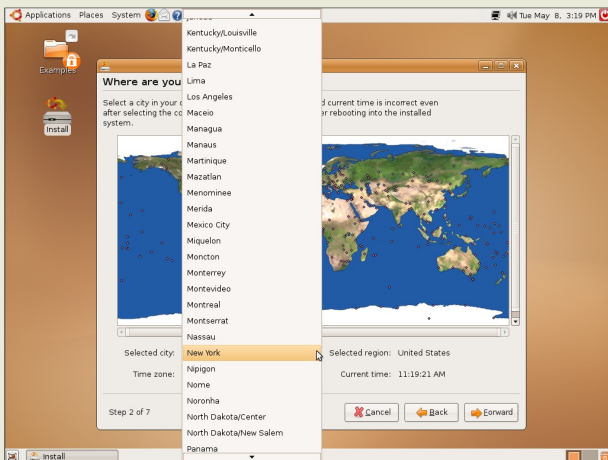 Applications Places System
Tue May 8, 3:19 PM
Examples
Install
Where are you
Select a city in your
d current time is incorrect even
after selecting the co
er rebooting into the installed
system.
Kentucky/Louisville
Kentucky/Monticello
La Paz
Lima
Los Angeles
Maceio
Managua
Manaus
Martinique
Mazatlan
Menominee
Merida
Mexico City
Miquelon
Moncton
Monterrey
Montevideo
Montreal
Montserrat
Nassau
New York
Nipigon
Nome
Noronha
North Dakota/Center
North Dakota/New Salem
Panama
Selected city:
Selected region: United States
Time zone:
Current time: 11:19:21 AM
Step 2 of 7
Cancel
Back
Forward
Install